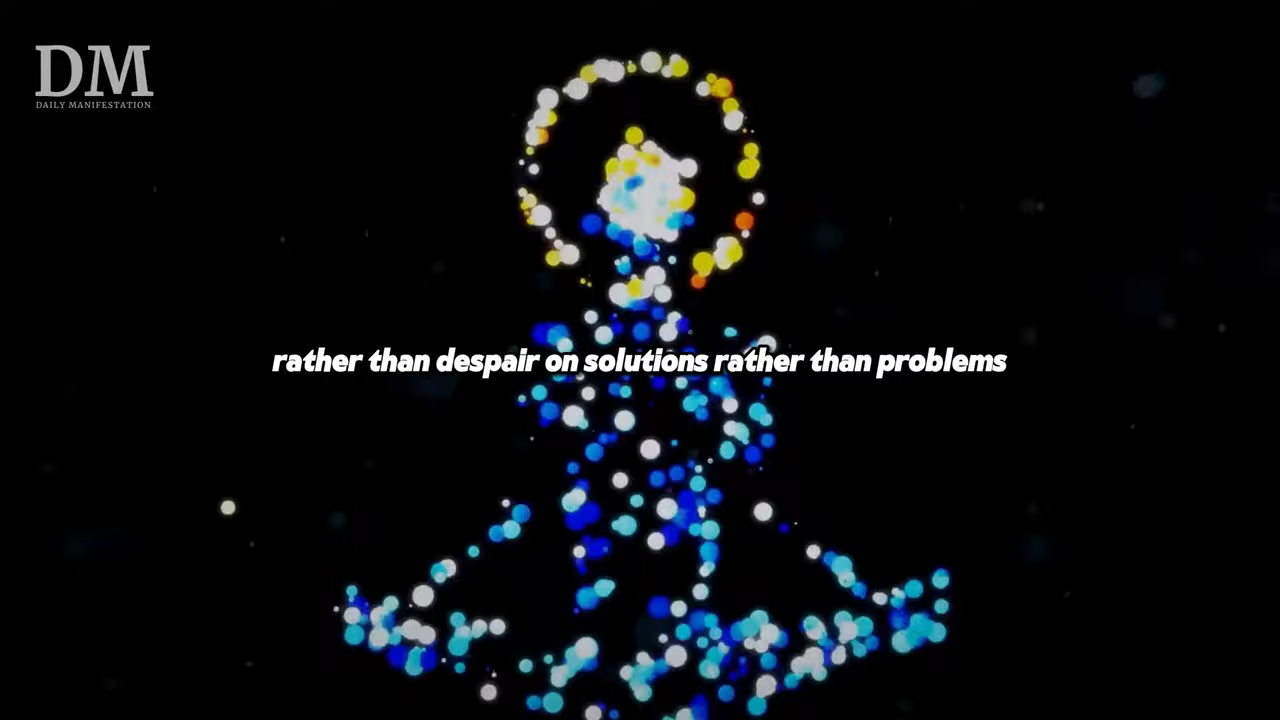 DM
DAILY MANIFESTATION
rather than despair on solutions rather than problems